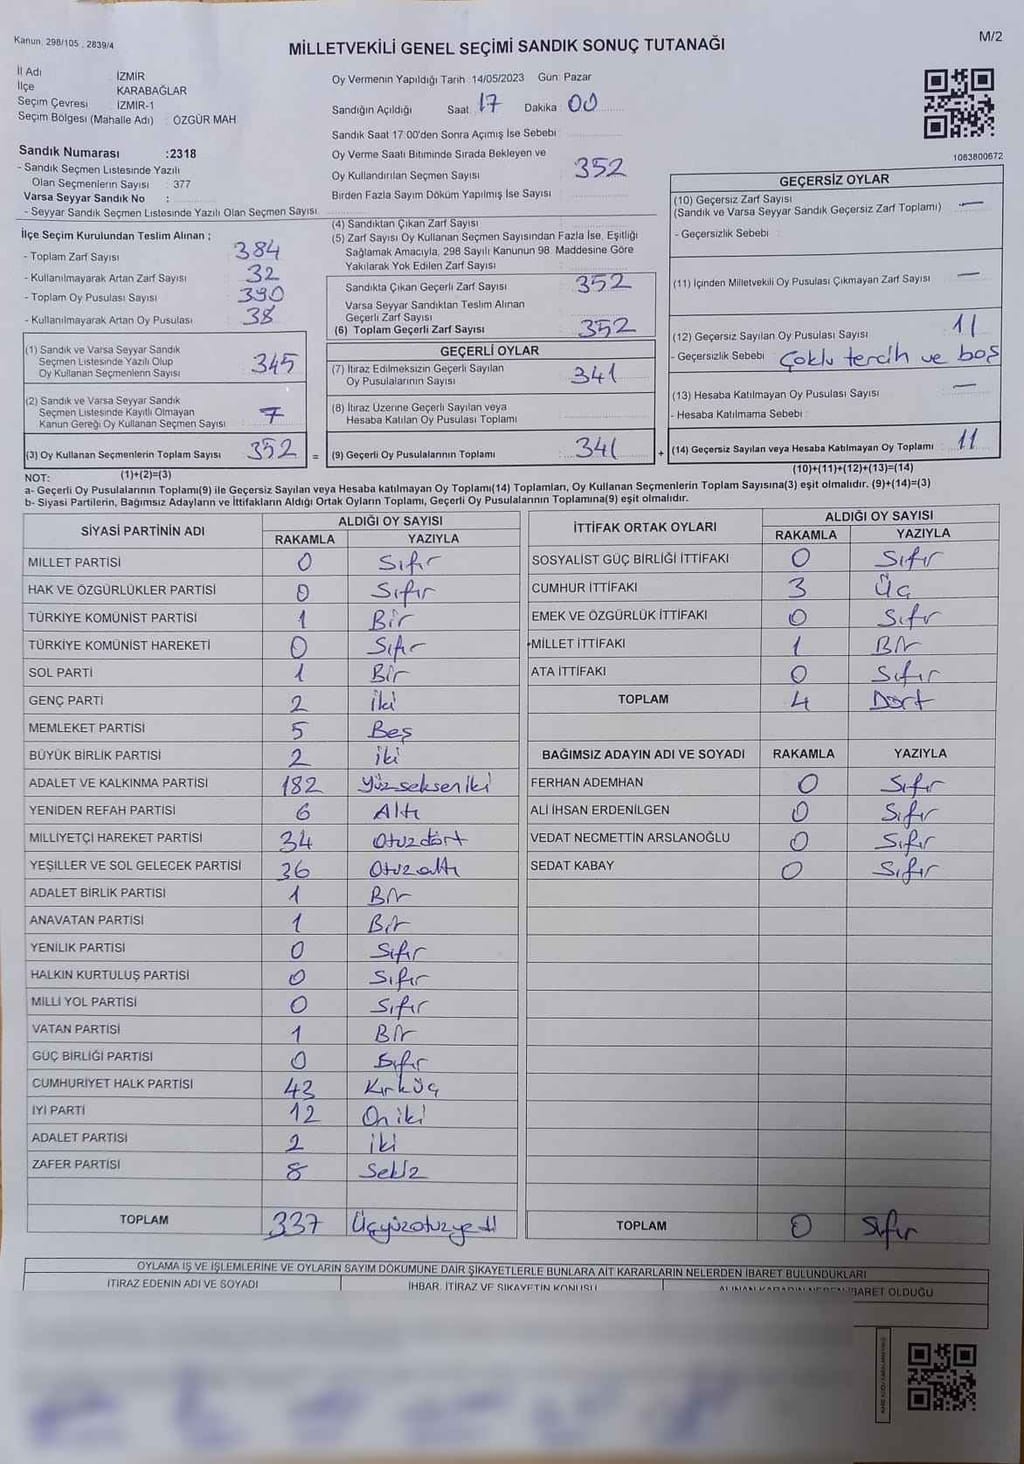 Kanun. 298/105 , 2839/4
MİLLETVEKİLİ GENEL SEÇİMİ SANDIK SONUÇ TUTANAĞI
M/2
İl Adı İZMİR
İlçe KARABAĞLAR
Seçim Çevresi İZMİR-1
Seçim Bölgesi (Mahalle Adı) : ÖZGÜR MAH
Sandık Numarası :2318
- Sandık Seçmen Listesinde Yazılı
Olan Seçmenlerin Sayısı : 377
Varsa Seyyar Sandık No :
- Seyyar Sandık Seçmen Listesinde Yazılı Olan Seçmen Sayısı
Oy Vermenin Yapıldığı Tarih 14/05/2023 Gün: Pazar
Sandığın Açıldığı Saat 17 Dakika 00
Sandık Saat 17:00'den Sonra Açımış İse Sebebi
Oy Verme Saati Bitiminde Sırada Bekleyen ve
Oy Kullandırılan Seçmen Sayısı 352
Birden Fazla Sayım Döküm Yapılmış İse Sayısı
1083800672
İlçe Seçim Kurulundan Teslim Alınan ;
- Toplam Zarf Sayısı 384
- Kullanılmayarak Artan Zarf Sayısı 32
- Toplam Oy Pusulası Sayısı 390
- Kullanılmayarak Artan Oy Pusulası 38
(1) Sandık ve Varsa Seyyar Sandık
Seçmen Listesinde Yazılı Olup
Oy Kullanan Seçmenlerin Sayısı 345
(2) Sandık ve Varsa Seyyar Sandık
Seçmen Listesinde Kayıtlı Olmayan
Kanun Gereği Oy Kullanan Seçmen Sayısı 7
(3) Oy Kullanan Seçmenlerin Toplam Sayısı 352 =
(4) Sandıktan Çıkan Zarf Sayısı
(5) Zarf Sayısı Oy Kullanan Seçmen Sayısından Fazla İse, Eşitliği
Sağlamak Amacıyla, 298 Sayılı Kanunun 98. Maddesine Göre
Yakılarak Yok Edilen Zarf Sayısı
Sandıkta Çıkan Geçerli Zarf Sayısı 352
Varsa Seyyar Sandıktan Teslim Alınan
Geçerli Zarf Sayısı
(6) Toplam Geçerli Zarf Sayısı 352
GEÇERLİ OYLAR
(7) İtiraz Edilmeksizin Geçerli Sayılan
Oy Pusulalarının Sayısı 341
(8) İtiraz Üzerine Geçerli Sayılan veya
Hesaba Katılan Oy Pusulası Toplamı
(9) Geçerli Oy Pusulalarının Toplamı 341 +
GEÇERSİZ OYLAR
(10) Geçersiz Zarf Sayısı
(Sandık ve Varsa Seyyar Sandık Geçersiz Zarf Toplamı) —
- Geçersizlik Sebebi
(11) İçinden Milletvekili Oy Pusulası Çıkmayan Zarf Sayısı —
(12) Geçersiz Sayılan Oy Pusulası Sayısı 11
- Geçersizlik Sebebi Çoklu tercih ve boş
(13) Hesaba Katılmayan Oy Pusulası Sayısı —
- Hesaba Katılmama Sebebi
(14) Geçersiz Sayılan veya Hesaba Katılmayan Oy Toplamı 11
NOT: (1)+(2)=(3) (10)+(11)+(12)+(13)=(14)
a- Geçerli Oy Pusulalarının Toplamı(9) ile Geçersiz Sayılan veya Hesaba katılmayan Oy Toplamı(14) Toplamları, Oy Kullanan Seçmenlerin Toplam Sayısına(3) eşit olmalıdır. (9)+(14)=(3)
b- Siyasi Partilerin, Bağımsız Adayların ve İttifakların Aldığı Ortak Oyların Toplamı, Geçerli Oy Pusulalarının Toplamına(9) eşit olmalıdır.
SİYASİ PARTİNİN ADI ALDIĞI OY SAYISI
RAKAMLA YAZIYLA
MİLLET PARTİSİ 0 Sıfır
HAK VE ÖZGÜRLÜKLER PARTİSİ 0 Sıfır
TÜRKİYE KOMÜNİST PARTİSİ 1 Bir
TÜRKİYE KOMÜNİST HAREKETİ 0 Sıfır
SOL PARTİ 1 Bir
GENÇ PARTİ 2 İki
MEMLEKET PARTİSİ 5 Beş
BÜYÜK BİRLİK PARTİSİ 2 iki
ADALET VE KALKINMA PARTİSİ 182 Yüzsekseniki
YENİDEN REFAH PARTİSİ 6 Altı
MİLLİYETÇİ HAREKET PARTİSİ 34 Otuzdört
YEŞİLLER VE SOL GELECEK PARTİSİ 36 Otuzaltı
ADALET BİRLİK PARTİSİ 1 Bir
ANAVATAN PARTİSİ 1 Bir
YENİLİK PARTİSİ 0 Sıfır
HALKIN KURTULUŞ PARTİSİ 0 Sıfır
MİLLİ YOL PARTİSİ 0 Sıfır
VATAN PARTİSİ 1 Bir
GÜÇ BİRLİĞİ PARTİSİ 0 Sıfır
CUMHURİYET HALK PARTİSİ 43 Kırküç
İYİ PARTİ 12 Oniki
ADALET PARTİSİ 2 iki
ZAFER PARTİSİ 8 Sekiz
TOPLAM 337 Üçyüzotuzyedi
İTTİFAK ORTAK OYLARI ALDIĞI OY SAYISI
RAKAMLA YAZIYLA
SOSYALİST GÜÇ BİRLİĞİ İTTİFAKI 0 Sıfır
CUMHUR İTTİFAKI 3 Üç
EMEK VE ÖZGÜRLÜK İTTİFAKI 0 Sıfır
MİLLET İTTİFAKI 1 Bir
ATA İTTİFAKI 0 Sıfır
TOPLAM 4 Dört
BAĞIMSIZ ADAYIN ADI VE SOYADI RAKAMLA YAZIYLA
FERHAN ADEMHAN 0 Sıfır
ALİ İHSAN ERDENİLGEN 0 Sıfır
VEDAT NECMETTİN ARSLANOĞLU 0 Sıfır
SEDAT KABAY 0 Sıfır
TOPLAM 0 Sıfır
OYLAMA İŞ VE İŞLEMLERİNE VE OYLARIN SAYIM DÖKÜMÜNE DAİR ŞİKAYETLERLE BUNLARA AİT KARARLARIN NELERDEN İBARET BULUNDUKLARI
İTİRAZ EDENİN ADI VE SOYADI İHBAR, İTİRAZ VE ŞİKAYETİN KONUSU ALINAN KARARIN NEDEN İBARET OLDUĞU